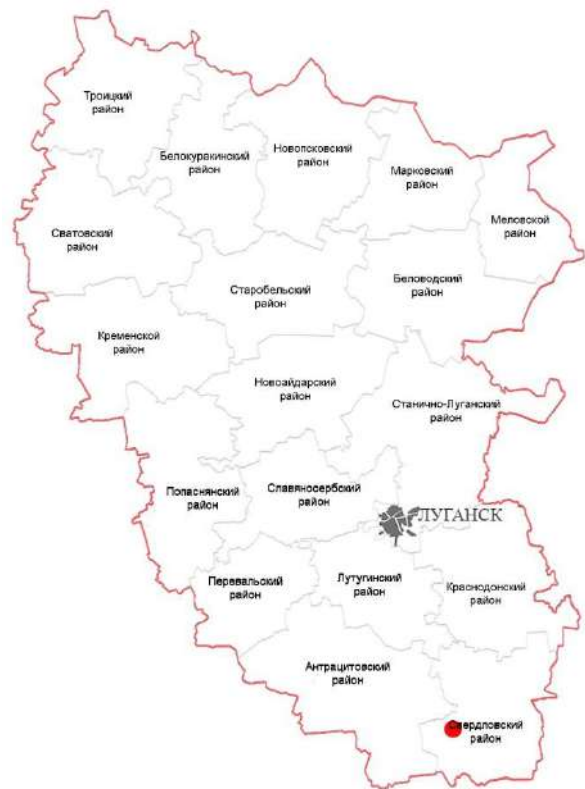 Троицкий
район
Белокуракинский
район
Новопсковский
район
Марковский
район
Меловской
район
Сватовский
район
Старобельский
район
Беловодский
район
Кременской
район
Новоайдарский
район
Станично-Луганский
район
Попаснянский
район
Славяносербский
район
ЛУГАНСК
Перевальский
район
Лутугинский
район
Краснодонский
район
Антрацитовский
район
Свердловский
район